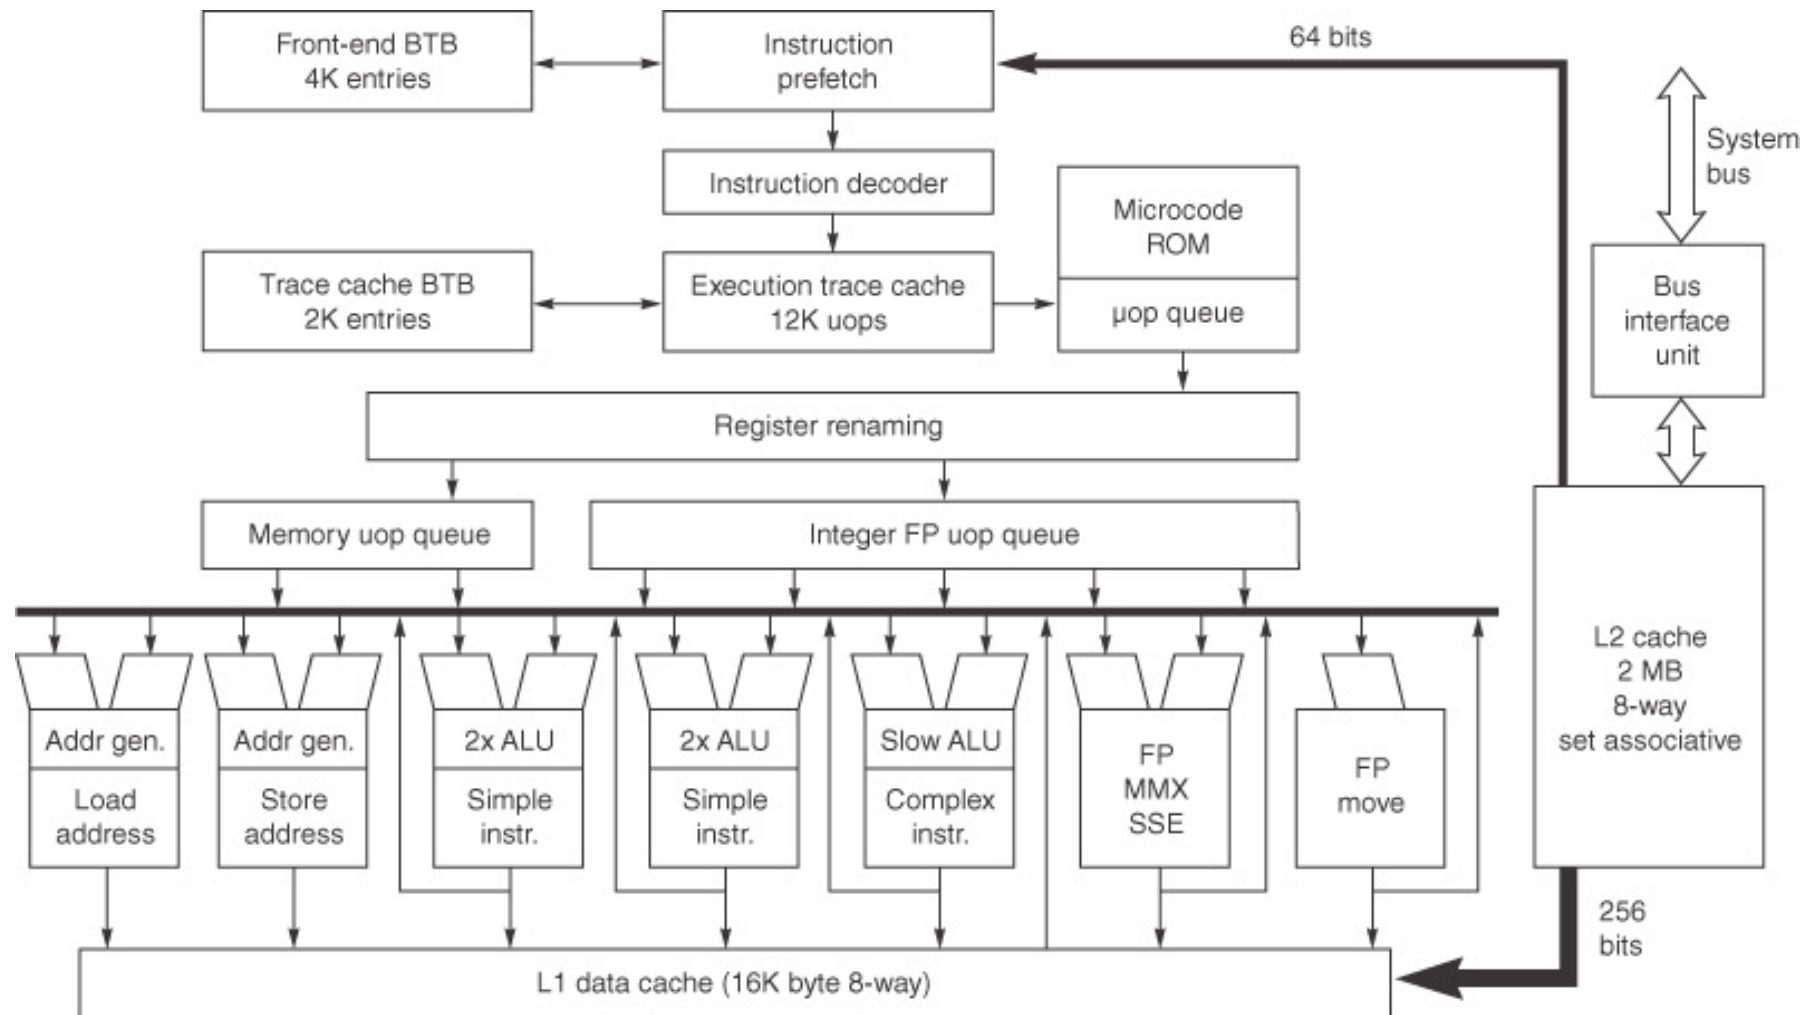 Front-end BTB
4K entries
Instruction
prefetch
64 bits
System
bus
Instruction decoder
Microcode
ROM
µop queue
Trace cache BTB
2K entries
Execution trace cache
12K uops
Bus
interface
unit
Register renaming
Memory uop queue
Integer FP uop queue
L2 cache
2 MB
8-way
set associative
Addr gen.
Load
address
Addr gen.
Store
address
2x ALU
Simple
instr.
2x ALU
Simple
instr.
Slow ALU
Complex
instr.
FP
MMX
SSE
FP
move
256
bits
L1 data cache (16K byte 8-way)